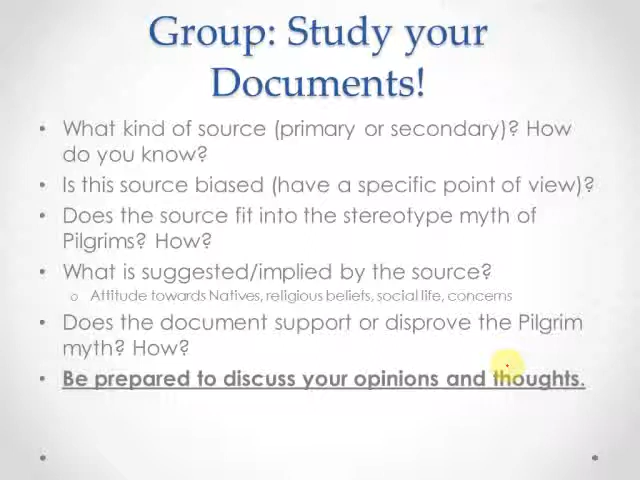 Group: Study your
Documents!
• What kind of source (primary or secondary)? How
do you know?
• Is this source biased (have a specific point of view)?
• Does the source fit into the stereotype myth of
Pilgrims? How?
• What is suggested/implied by the source?
o Attitude towards Natives, religious beliefs, social life, concerns
• Does the document support or disprove the Pilgrim
myth? How?
• Be prepared to discuss your opinions and thoughts.